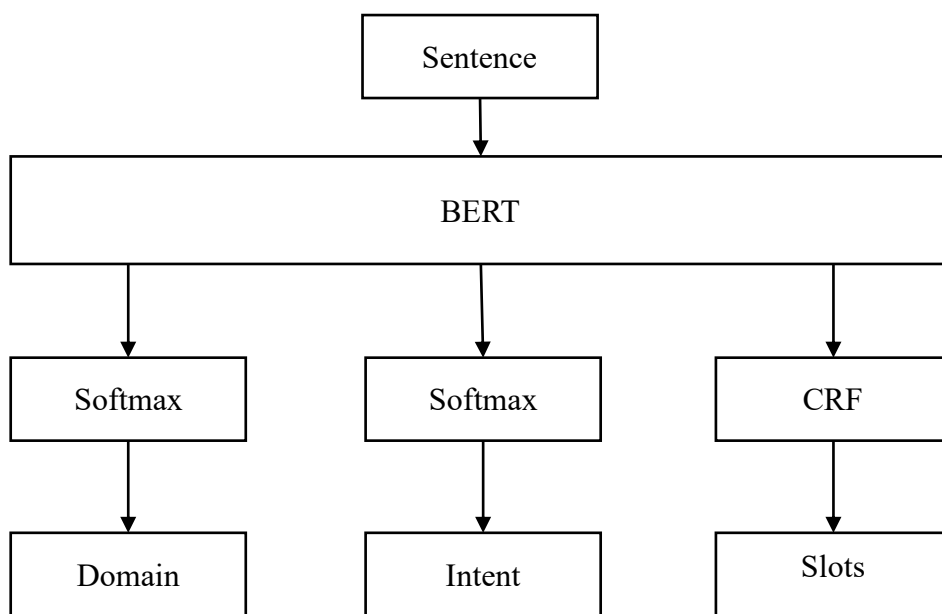 Sentence
BERT
Softmax
Softmax
CRF
Domain
Intent
Slots